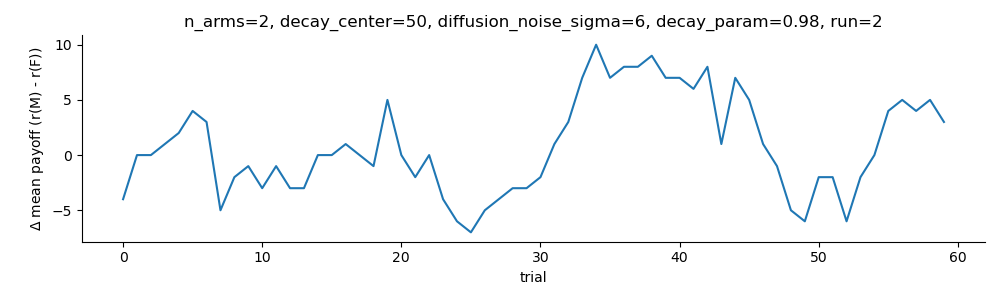 n_arms=2, decay_center=50, diffusion_noise_sigma=6, decay_param=0.98, run=2
Δ mean payoff (r(M) - r(F))
10
5
0
−5
0 10 20 30 40 50 60
trial